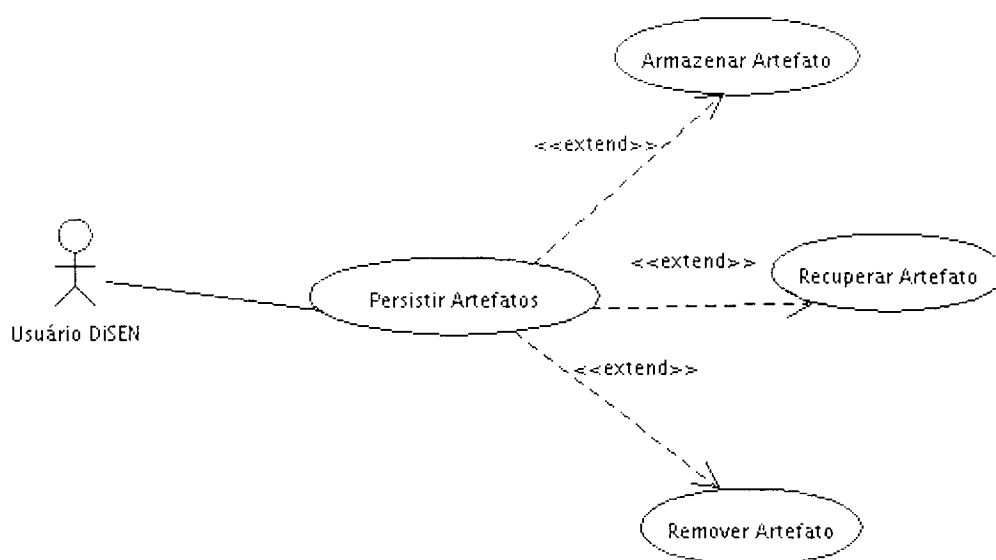 Armazenar Artefato
<<extend>>
<<extend>>
Recuperar Artefato
Persistir Artefatos
Usuário DiSEN
<<extend>>
Remover Artefato